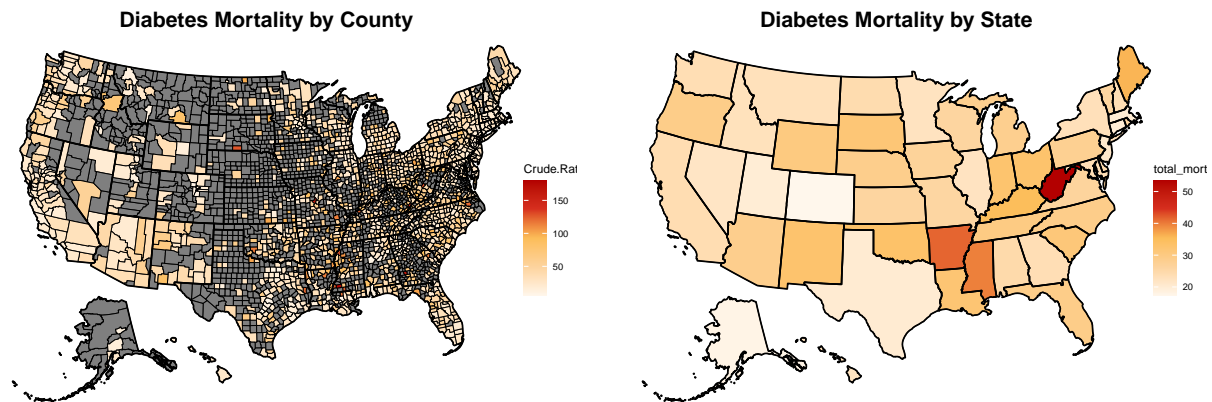 Diabetes Mortality by County
Crude.Rat
150
100
50
Diabetes Mortality by State
total_mort
50
40
30
20